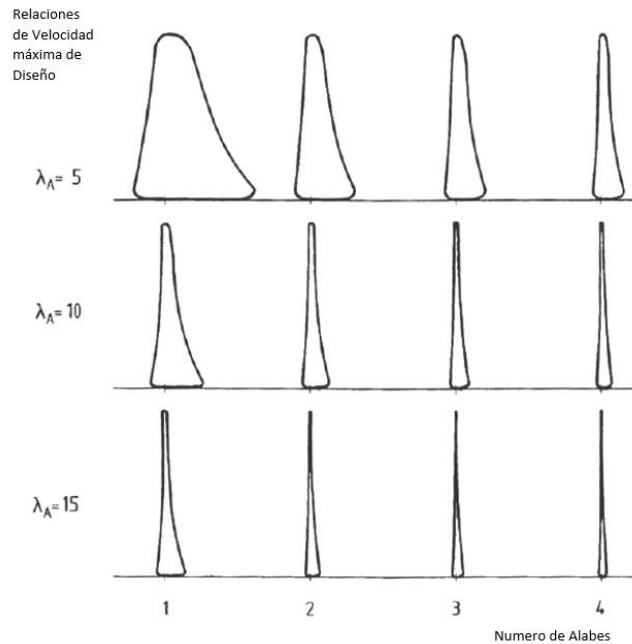 Relaciones
de Velocidad
máxima de
Diseño
λA= 5
λA= 10
λA= 15
1 2 3 4
Numero de Alabes